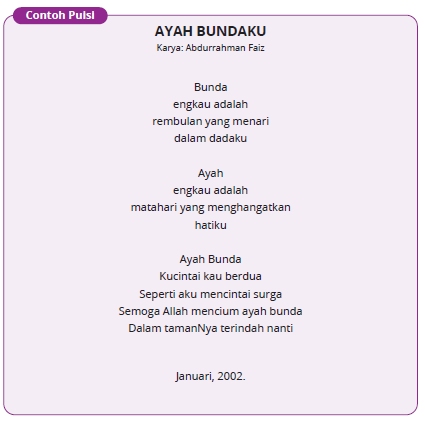 Contoh Puisi
AYAH BUNDAKU
Karya: Abdurrahman Faiz
Bunda
engkau adalah
rembulan yang menari
dalam dadaku
Ayah
engkau adalah
matahari yang menghangatkan
hatiku
Ayah Bunda
Kucintai kau berdua
Seperti aku mencintai surga
Semoga Allah mencium ayah bunda
Dalam tamanNya terindah nanti
Januari, 2002.